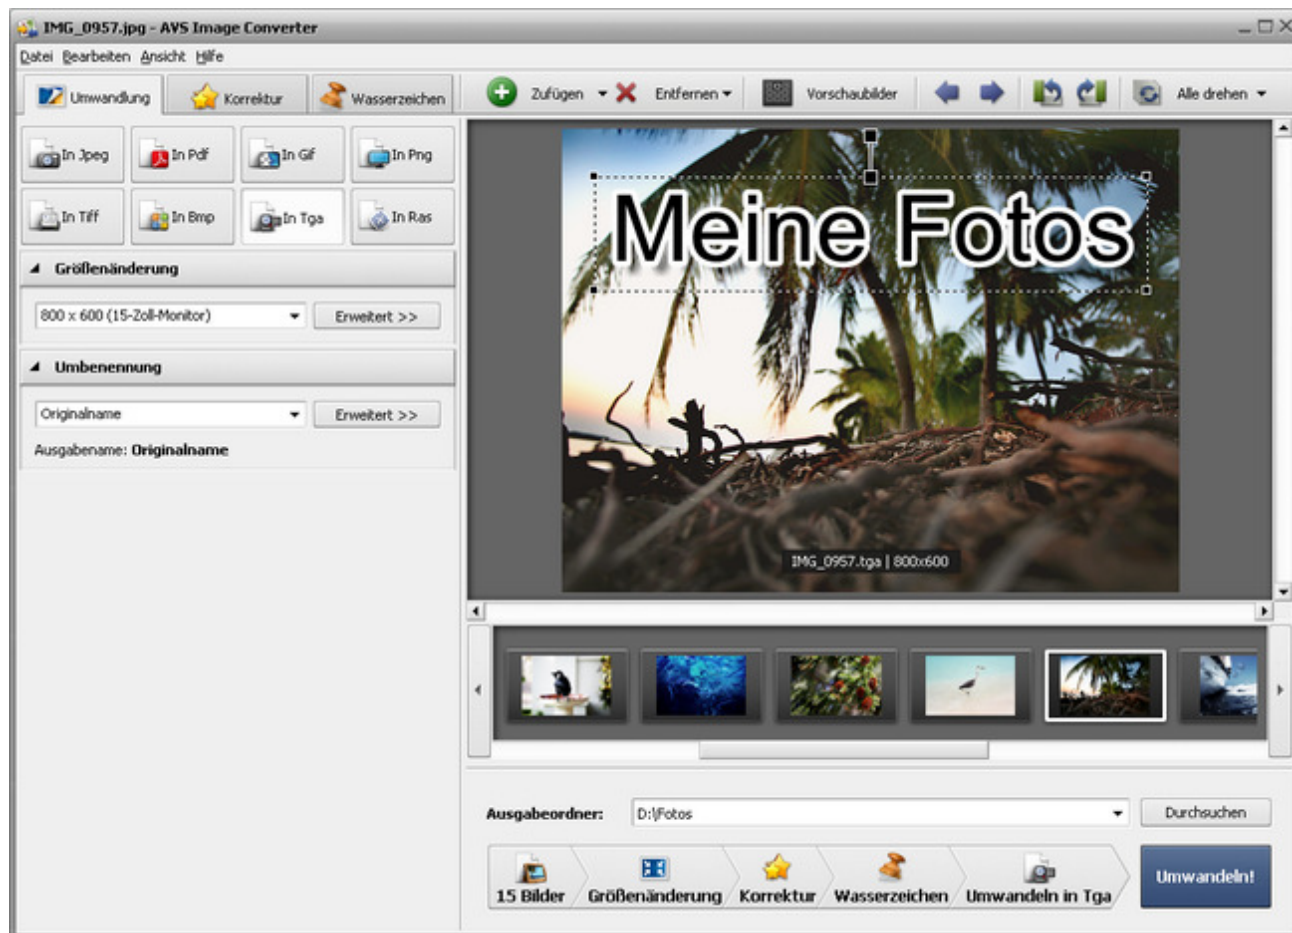 IMG_0957.jpg - AVS Image Converter
Datei Bearbeiten Ansicht Hilfe
Umwandlung Korrektur Wasserzeichen
Zufügen Entfernen Vorschaubilder Alle drehen
In Jpeg In Pdf In Gif In Png
In Tiff In Bmp In Tga In Ras
Größenänderung
800 x 600 (15-Zoll-Monitor) Erweitert >>
Umbenennung
Originalname Erweitert >>
Ausgabename: Originalname
Meine Fotos
IMG_0957.tga | 800x600
Ausgabeordner: D:\Fotos Durchsuchen
15 Bilder Größenänderung Korrektur Wasserzeichen Umwandeln in Tga Umwandeln!